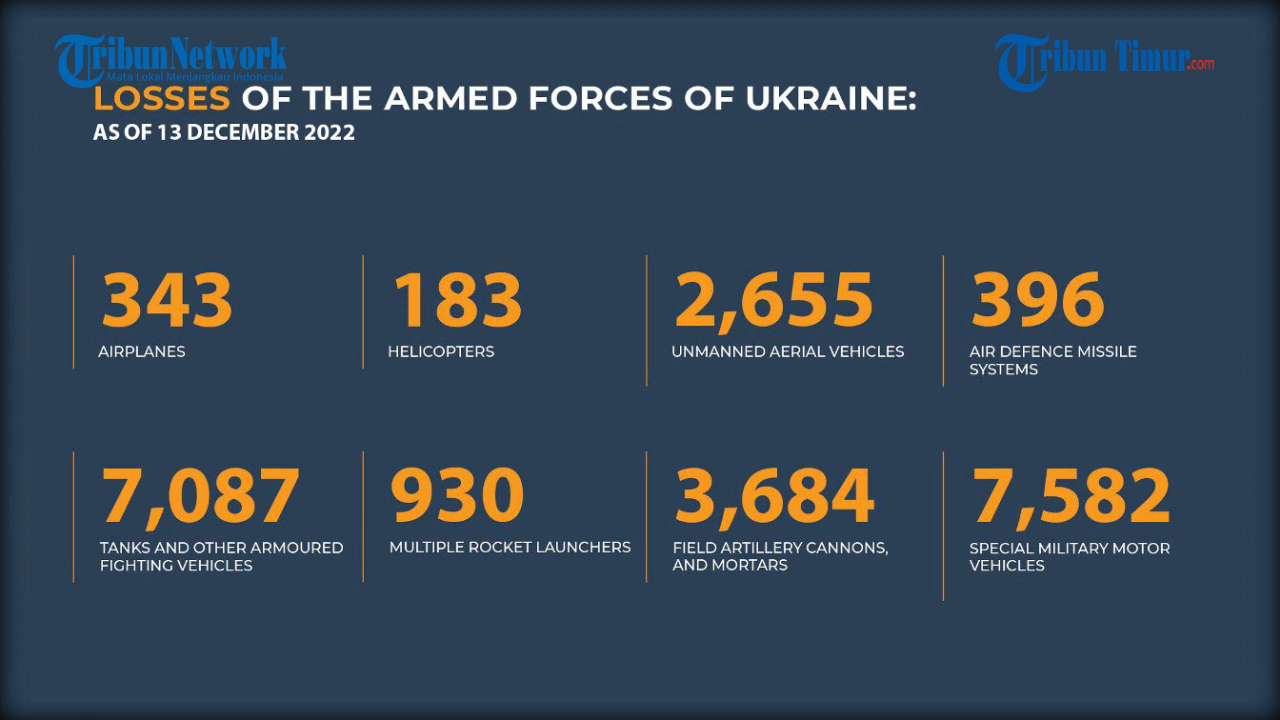 TribunNetwork
Mata Lokal Menjangkau Indonesia
Tribun Timur.com
LOSSES OF THE ARMED FORCES OF UKRAINE:
AS OF 13 DECEMBER 2022
343
AIRPLANES
183
HELICOPTERS
2,655
UNMANNED AERIAL VEHICLES
396
AIR DEFENCE MISSILE
SYSTEMS
7,087
TANKS AND OTHER ARMOURED
FIGHTING VEHICLES
930
MULTIPLE ROCKET LAUNCHERS
3,684
FIELD ARTILLERY CANNONS,
AND MORTARS
7,582
SPECIAL MILITARY MOTOR
VEHICLES